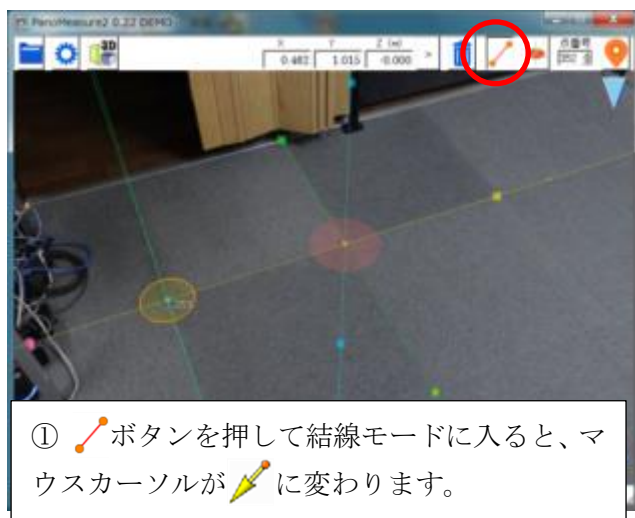 PanoMeasure2 0.22 DEMO
3D
X Y Z (m)
0.482 1.015 -0.000 > 点番号
① ボタンを押して結線モードに入ると、マ
ウスカーソルが に変わります。